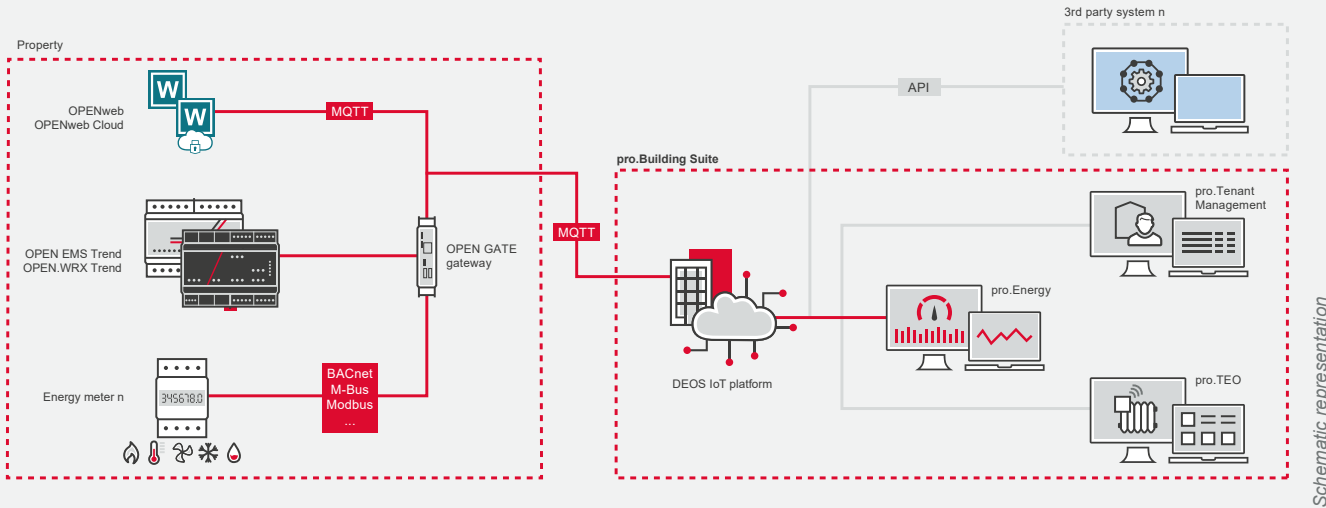 3rd party system n
Property
W
W
OPENweb
OPENweb Cloud
MQTT
API
pro.Building Suite
pro.Tenant
Management
OPEN EMS Trend
OPEN.WRX Trend
OPEN GATE
gateway
MQTT
pro.Energy
DEOS IoT platform
Energy meter n
345678.0
BACnet
M-Bus
Modbus
...
pro.TEO
Schematic representation